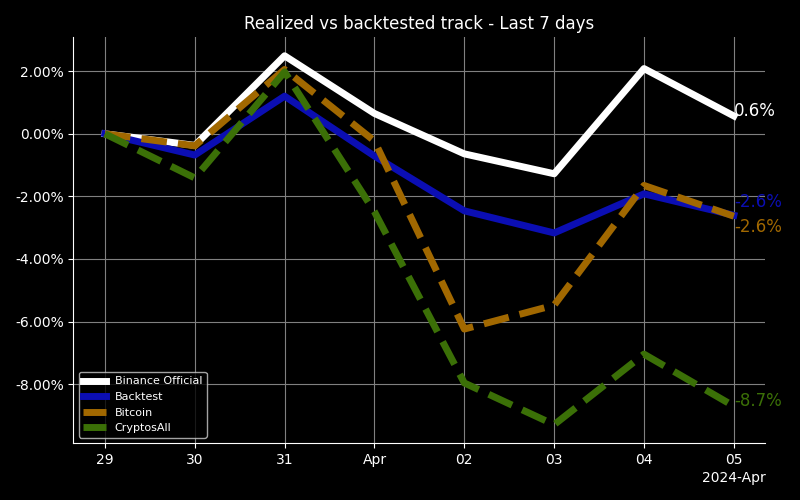 Realized vs backtested track - Last 7 days
2.00%
0.00%
-2.00%
-4.00%
-6.00%
-8.00%
0.6%
-2.6%
-2.6%
-8.7%
Binance Official
Backtest
Bitcoin
CryptosAll
29 30 31 Apr 02 03 04 05
2024-Apr